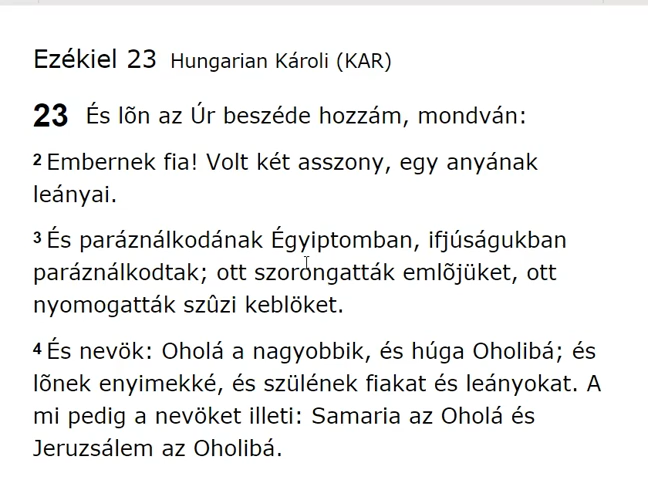 Ezékiel 23 Hungarian Károli (KAR)
23 És lõn az Úr beszéde hozzám, mondván:
2 Embernek fia! Volt két asszony, egy anyának
leányai.
3 És paráználkodának Égyiptomban, ifjúságukban
paráználkodtak; ott szorongatták emlõjüket, ott
nyomogatták szûzi keblöket.
4 És nevök: Oholá a nagyobbik, és húga Oholibá; és
lõnek enyimekké, és szülének fiakat és leányokat. A
mi pedig a nevöket illeti: Samaria az Oholá és
Jeruzsálem az Oholibá.